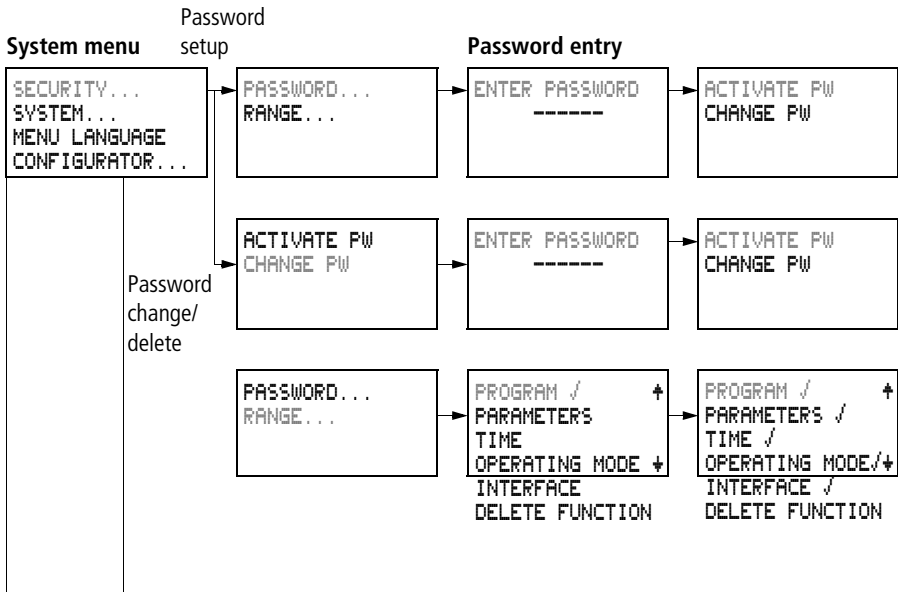 Password
setup
System menu
Password entry
SECURITY...
SYSTEM...
MENU LANGUAGE
CONFIGURATOR...
PASSWORD...
RANGE...
ENTER PASSWORD
------
ACTIVATE PW
CHANGE PW
Password
change/
delete
ACTIVATE PW
CHANGE PW
ENTER PASSWORD
------
ACTIVATE PW
CHANGE PW
PASSWORD...
RANGE...
PROGRAM √
PARAMETERS
TIME
OPERATING MODE
INTERFACE
DELETE FUNCTION
PROGRAM √
PARAMETERS √
TIME √
OPERATING MODE√
INTERFACE √
DELETE FUNCTION